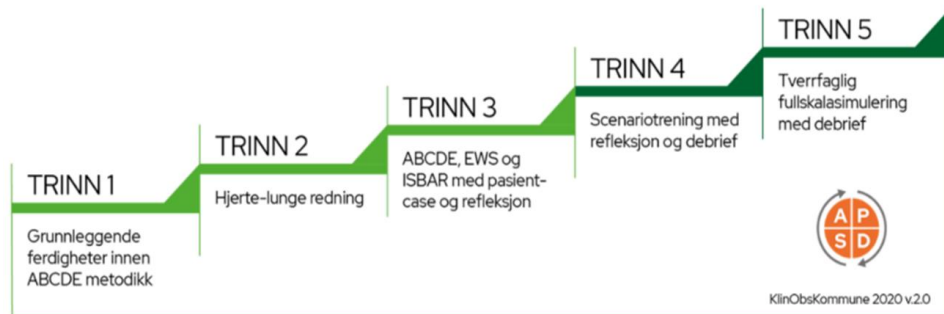 TRINN 1
Grunnleggende
ferdigheter innen
ABCDE metodikk
TRINN 2
Hjerte-lunge redning
TRINN 3
ABCDE, EWS og
ISBAR med pasient-
case og refleksjon
TRINN 4
Scenariotrening med
refleksjon og debrief
TRINN 5
Tverrfaglig
fullskalasimulering
med debrief
A P
S D
KlinObsKommune 2020 v.2.0